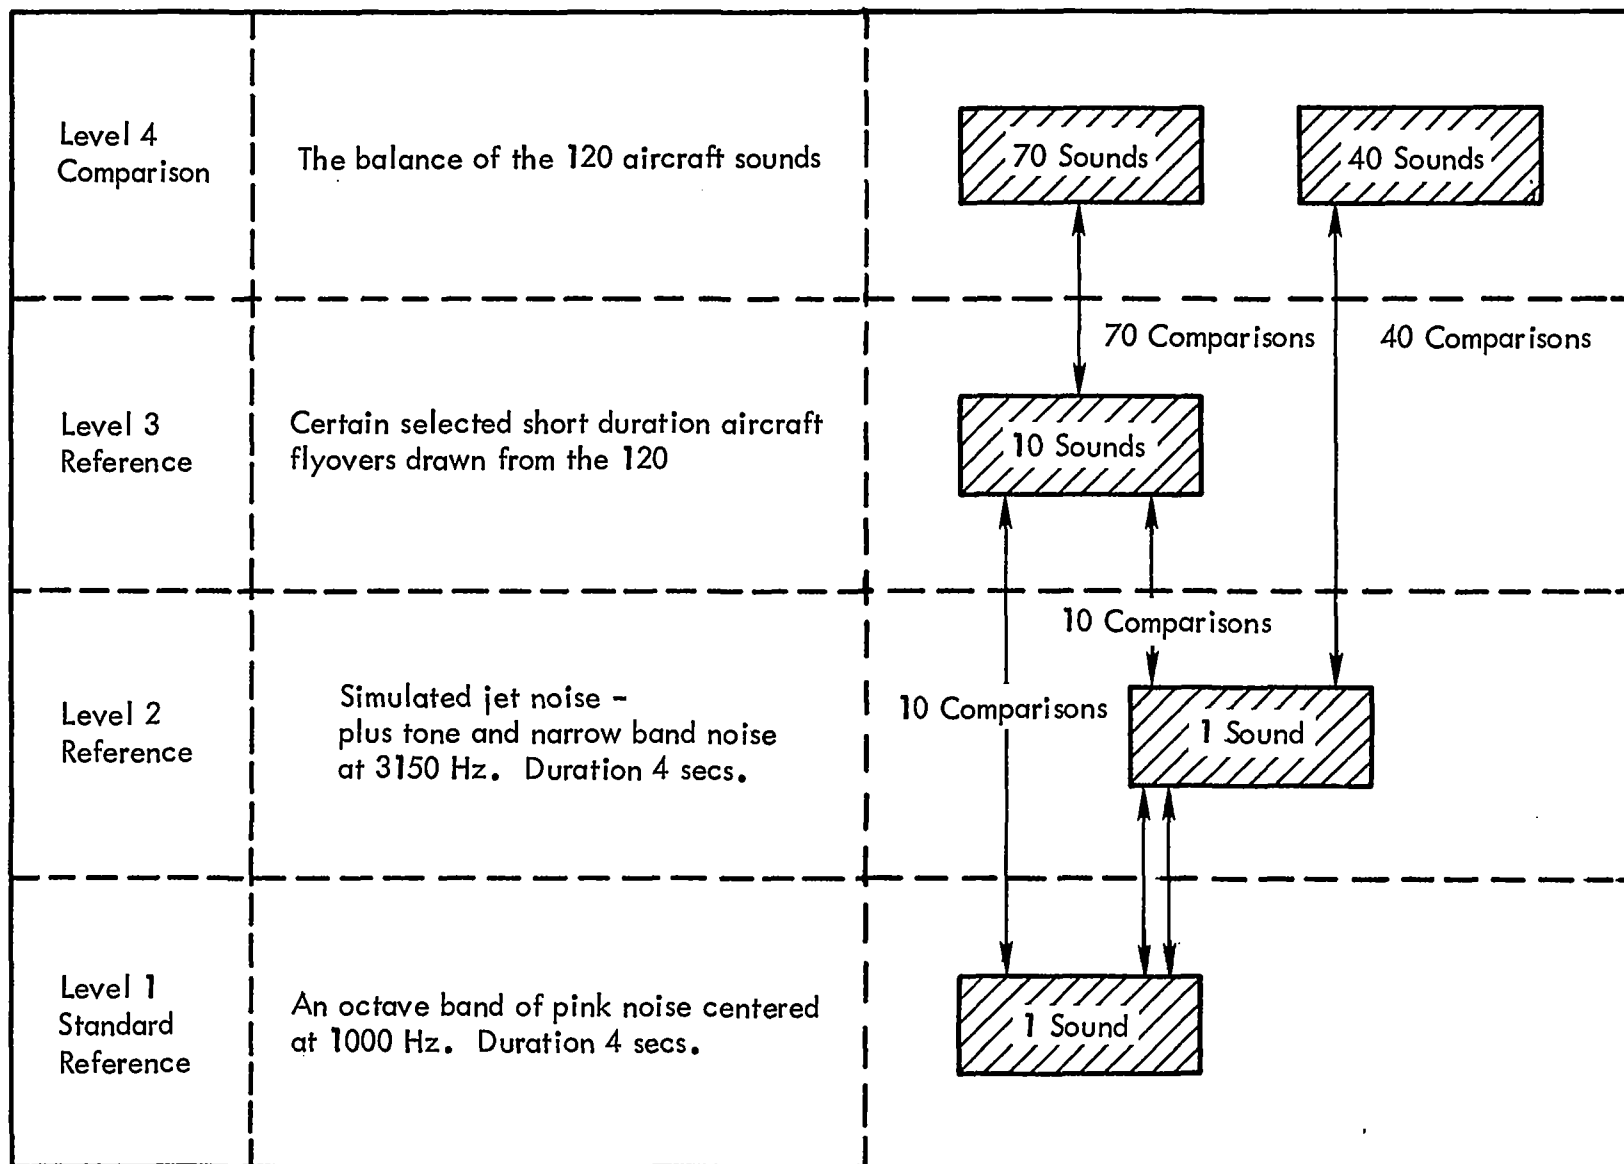 Level 4
Comparison
The balance of the 120 aircraft sounds
70 Sounds
40 Sounds
70 Comparisons
40 Comparisons
Level 3
Reference
Certain selected short duration aircraft
flyovers drawn from the 120
10 Sounds
10 Comparisons
10 Comparisons
Level 2
Reference
Simulated jet noise -
plus tone and narrow band noise
at 3150 Hz. Duration 4 secs.
1 Sound
Level 1
Standard
Reference
An octave band of pink noise centered
at 1000 Hz. Duration 4 secs.
1 Sound